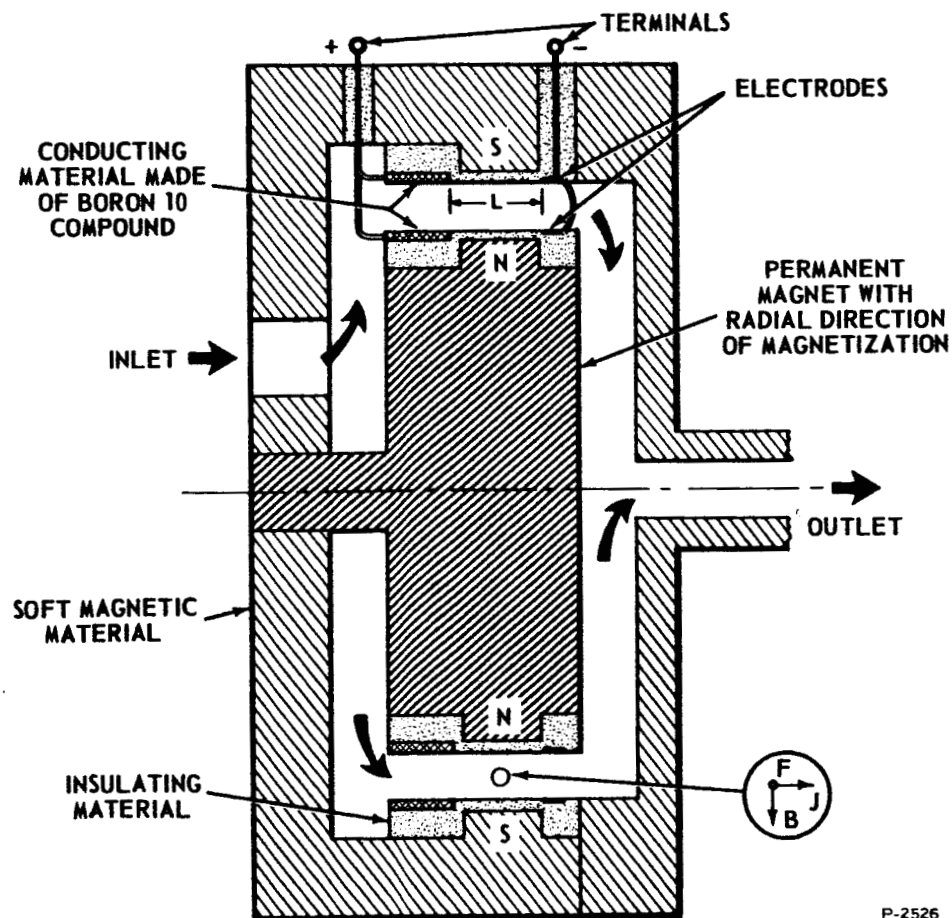 TERMINALS
+
−
ELECTRODES
CONDUCTING
MATERIAL MADE
OF BORON 10
COMPOUND
S
L
N
PERMANENT
MAGNET WITH
RADIAL DIRECTION
OF MAGNETIZATION
INLET
OUTLET
SOFT MAGNETIC
MATERIAL
N
INSULATING
MATERIAL
S
F
J
B
P-2526